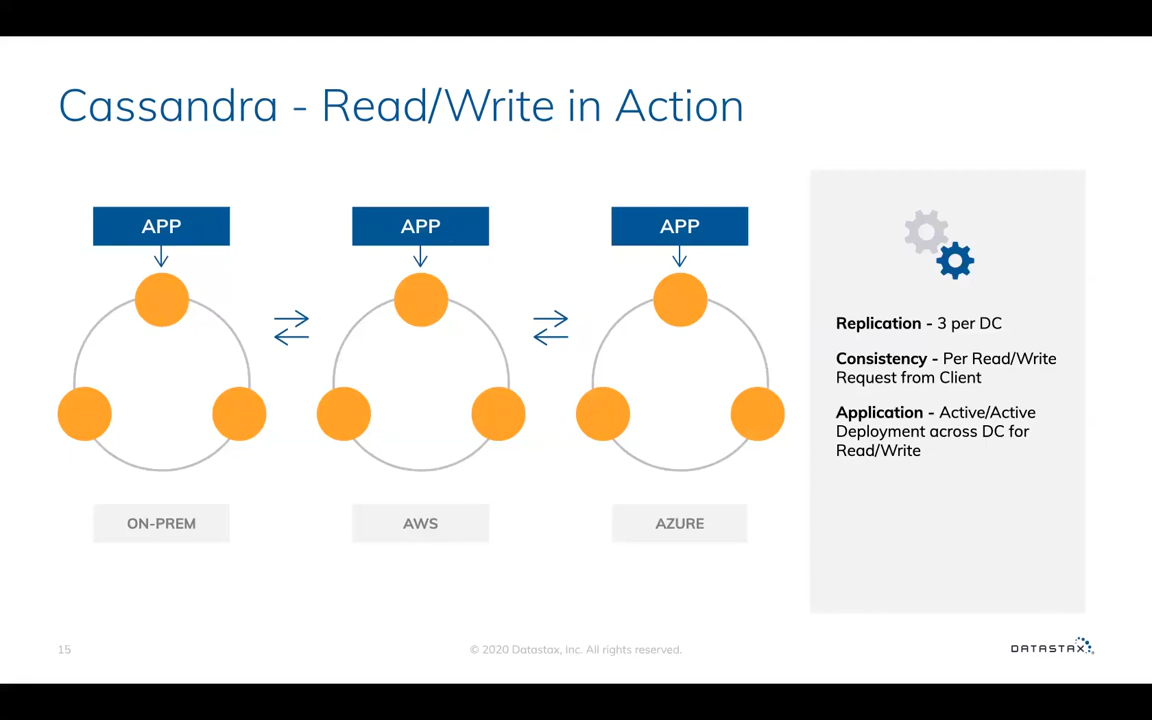 Cassandra - Read/Write in Action
APP
APP
APP
ON-PREM
AWS
AZURE
Replication - 3 per DC
Consistency - Per Read/Write
Request from Client
Application - Active/Active
Deployment across DC for
Read/Write
15
© 2020 Datastax, Inc. All rights reserved.
DATASTAX